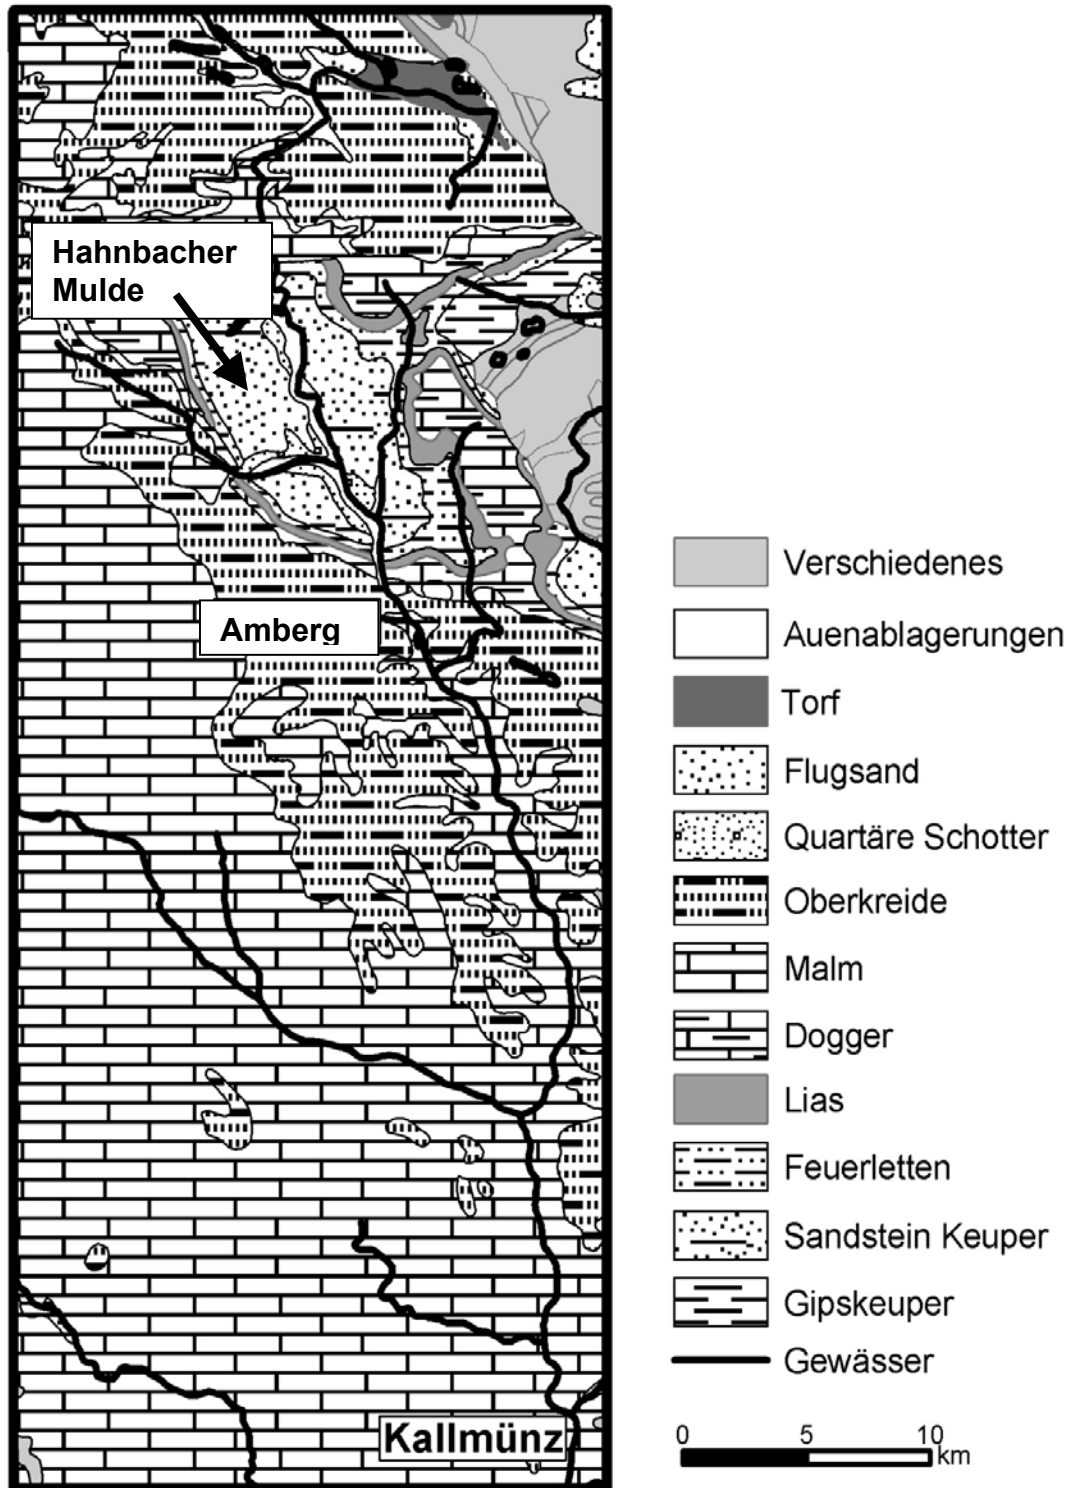 Hahnbacher
Mulde
Amberg
Kallmünz
Verschiedenes
Auenablagerungen
Torf
Flugsand
Quartäre Schotter
Oberkreide
Malm
Dogger
Lias
Feuerletten
Sandstein Keuper
Gipskeuper
Gewässer
0 5 10
km